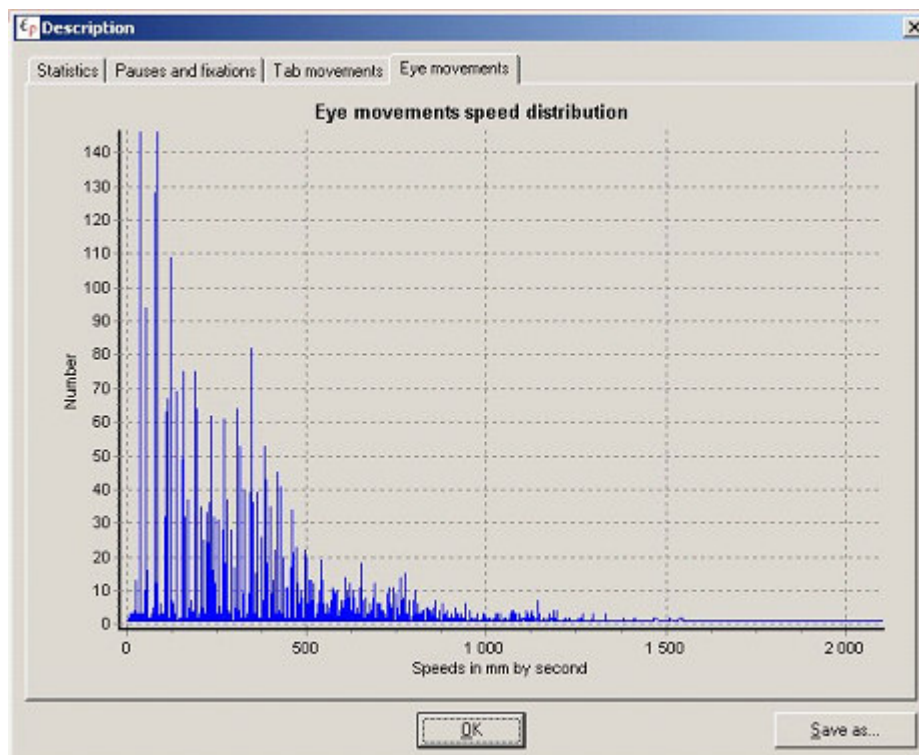 εp Description
Statistics Pauses and fixations Tab movements Eye movements
Eye movements speed distribution
140
130
120
110
100
90
80
70
60
50
40
30
20
10
0
Number
0 500 1 000 1 500 2 000
Speeds in mm by second
OK Save as...